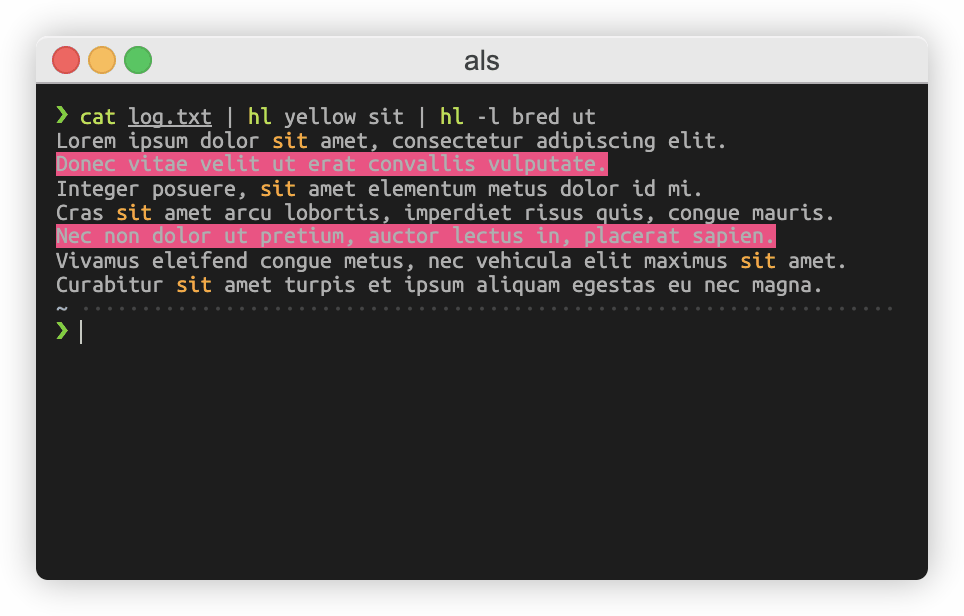 als
❯ cat log.txt | hl yellow sit | hl -l bred ut
Lorem ipsum dolor sit amet, consectetur adipiscing elit.
Donec vitae velit ut erat convallis vulputate.
Integer posuere, sit amet elementum metus dolor id mi.
Cras sit amet arcu lobortis, imperdiet risus quis, congue mauris.
Nec non dolor ut pretium, auctor lectus in, placerat sapien.
Vivamus eleifend congue metus, nec vehicula elit maximus sit amet.
Curabitur sit amet turpis et ipsum aliquam egestas eu nec magna.
~ ····································································
❯